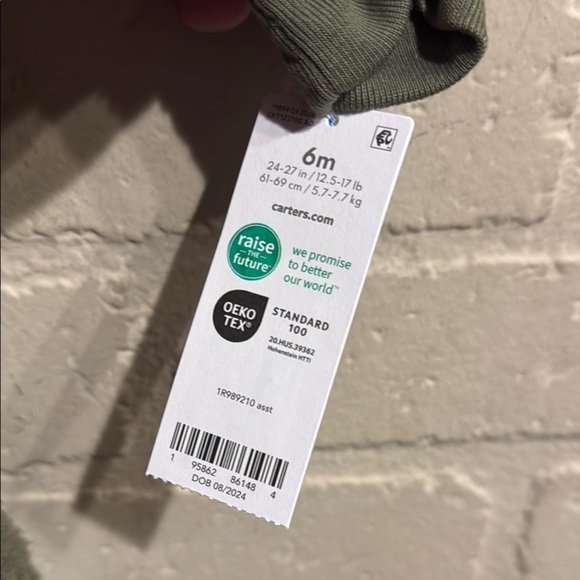 6m
24-27 in / 12.5-17 lb
61-69 cm / 5.7-7.7 kg
carters.com
raise
THE
future™
we promise
to better
our world™
OEKO
TEX®
STANDARD
100
20.HUS.39362
Hohenstein HTTI
1R989210 asst
1 95862 86148 4
DOB 08/2024